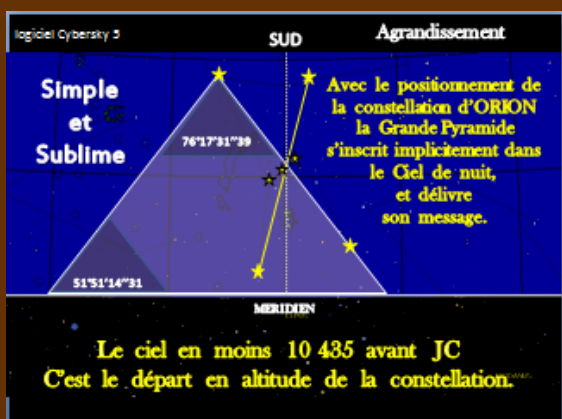 logiciel Cybersky 5
SUD
Agrandissement
Simple
et
Sublime
Avec le positionnement de
la constellation d'ORION
la Grande Pyramide
s'inscrit implicitement dans
le Ciel de nuit,
et délivre
son message.
76°17'31''39
51°51'14''31
MERIDIEN
Le ciel en moins 10 435 avant JC
C'est le départ en altitude de la constellation.